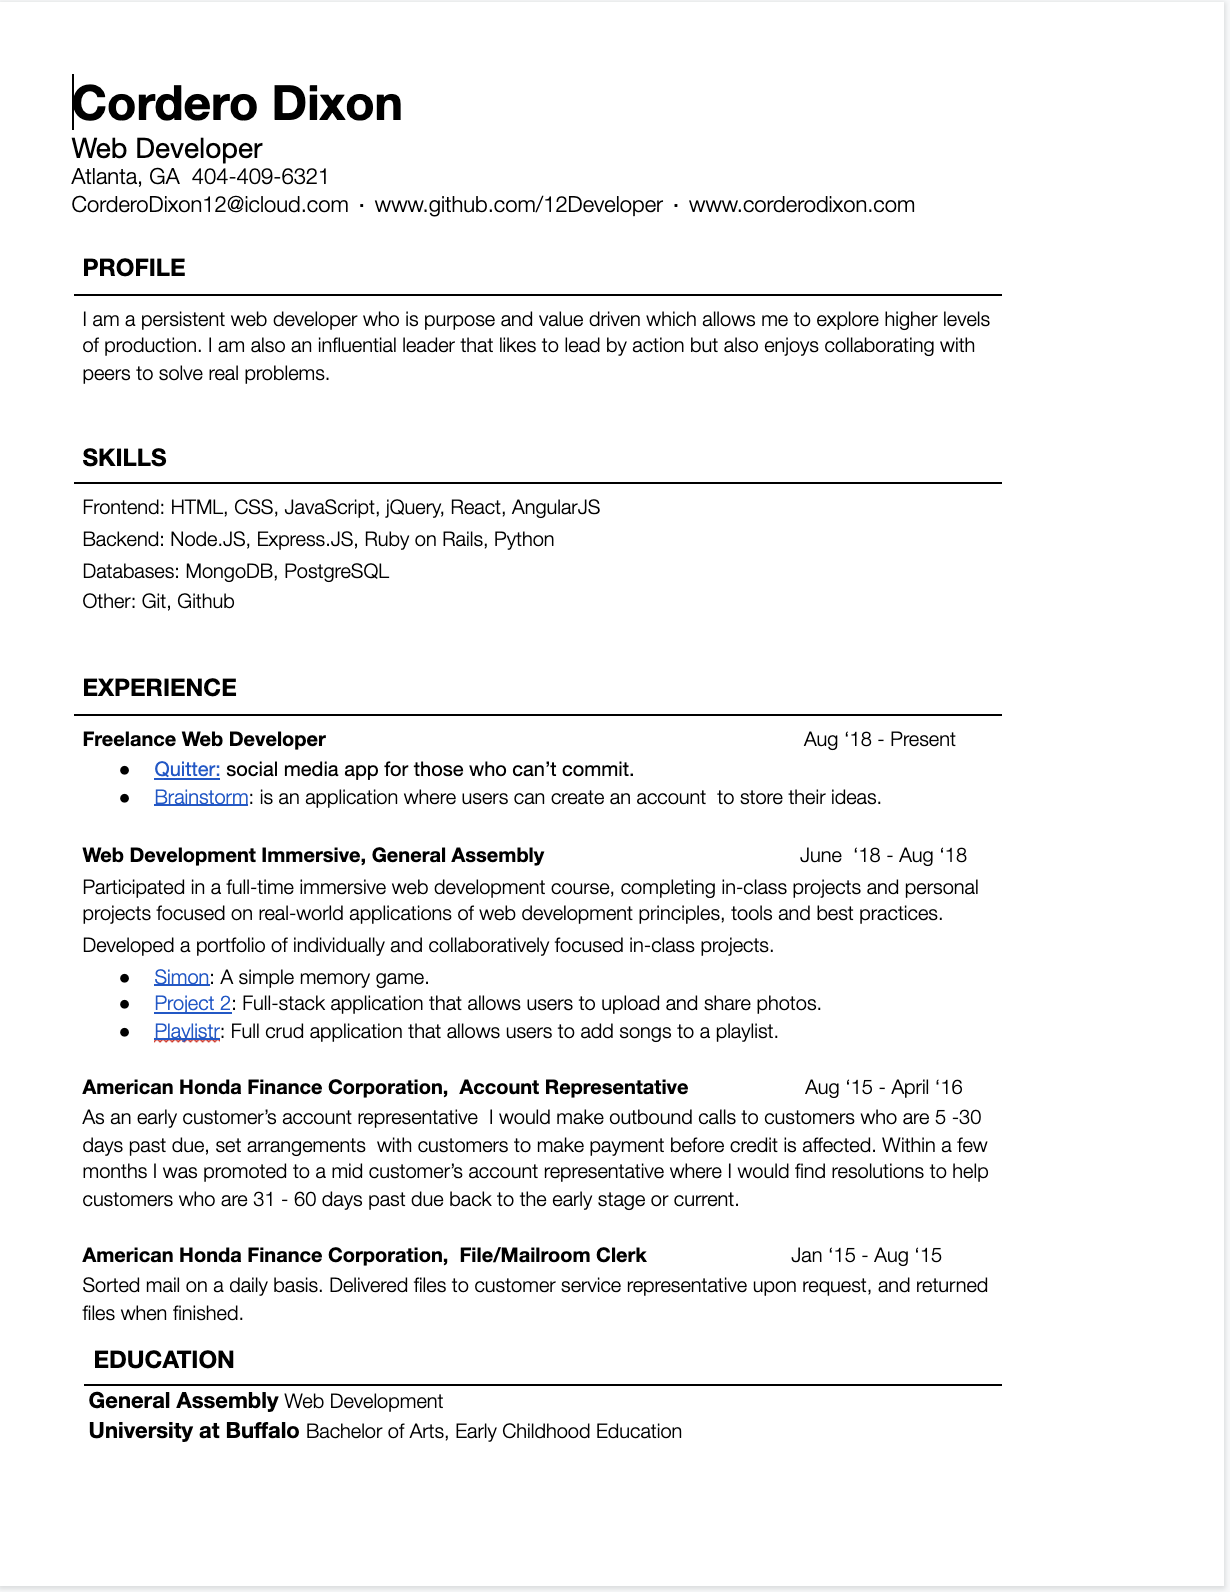 Cordero Dixon
Web Developer
Atlanta, GA  404-409-6321
CorderoDixon12@icloud.com · www.github.com/12Developer · www.corderodixon.com
PROFILE
I am a persistent web developer who is purpose and value driven which allows me to explore higher levels
of production. I am also an influential leader that likes to lead by action but also enjoys collaborating with
peers to solve real problems.
SKILLS
Frontend: HTML, CSS, JavaScript, jQuery, React, AngularJS
Backend: Node.JS, Express.JS, Ruby on Rails, Python
Databases: MongoDB, PostgreSQL
Other: Git, Github
EXPERIENCE
Freelance Web Developer Aug ‘18 - Present
● Quitter: social media app for those who can’t commit.
● Brainstorm: is an application where users can create an account  to store their ideas.
Web Development Immersive, General Assembly June  ‘18 - Aug ‘18
Participated in a full-time immersive web development course, completing in-class projects and personal
projects focused on real-world applications of web development principles, tools and best practices.
Developed a portfolio of individually and collaboratively focused in-class projects.
● Simon: A simple memory game.
● Project 2: Full-stack application that allows users to upload and share photos.
● Playlistr: Full crud application that allows users to add songs to a playlist.
American Honda Finance Corporation,  Account Representative Aug ‘15 - April ‘16
As an early customer’s account representative  I would make outbound calls to customers who are 5 -30
days past due, set arrangements  with customers to make payment before credit is affected. Within a few
months I was promoted to a mid customer’s account representative where I would find resolutions to help
customers who are 31 - 60 days past due back to the early stage or current.
American Honda Finance Corporation,  File/Mailroom Clerk Jan ‘15 - Aug ‘15
Sorted mail on a daily basis. Delivered files to customer service representative upon request, and returned
files when finished.
EDUCATION
General Assembly Web Development
University at Buffalo Bachelor of Arts, Early Childhood Education